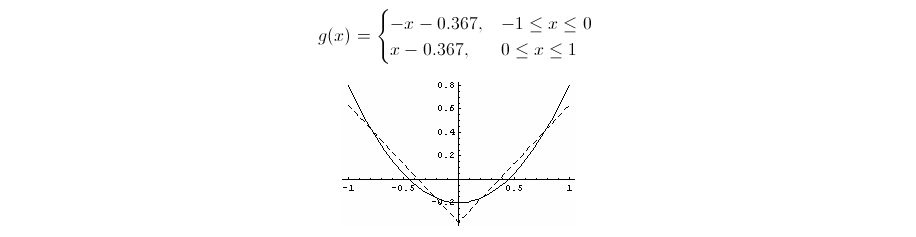 g(x) = { −x − 0.367, −1 ≤ x ≤ 0
x − 0.367, 0 ≤ x ≤ 1
0.8
0.6
0.4
0.2
-1 -0.5 0.5 1
-0.2